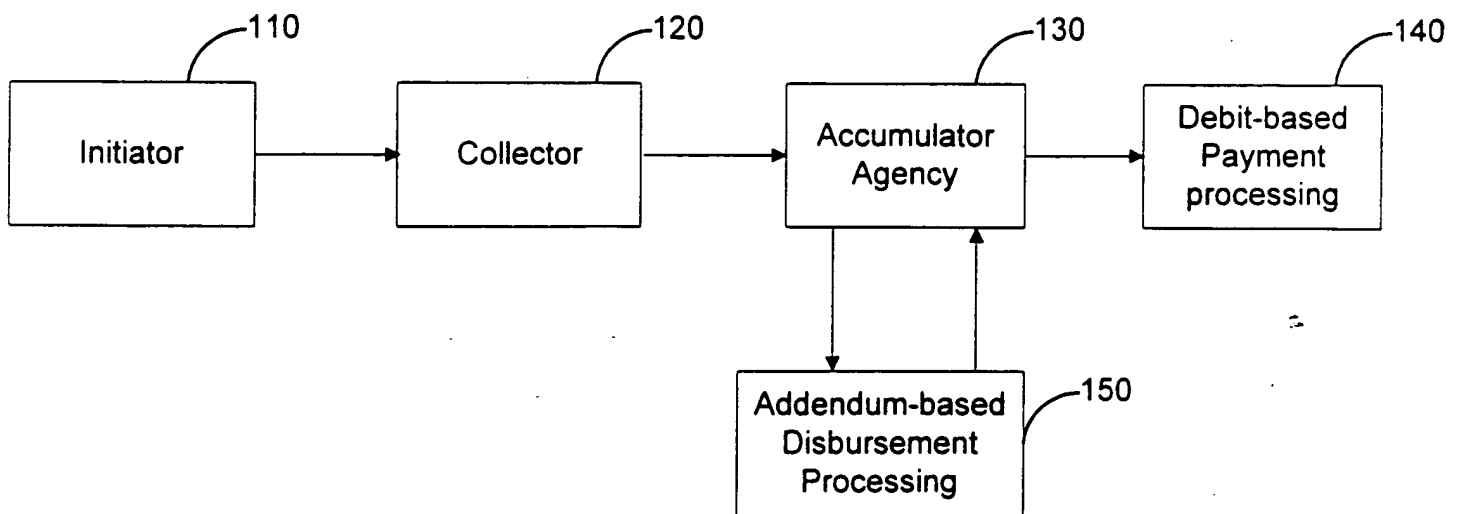 110
120
130
140
Initiator
Collector
Accumulator
Agency
Debit-based
Payment
processing
150
Addendum-based
Disbursement
Processing